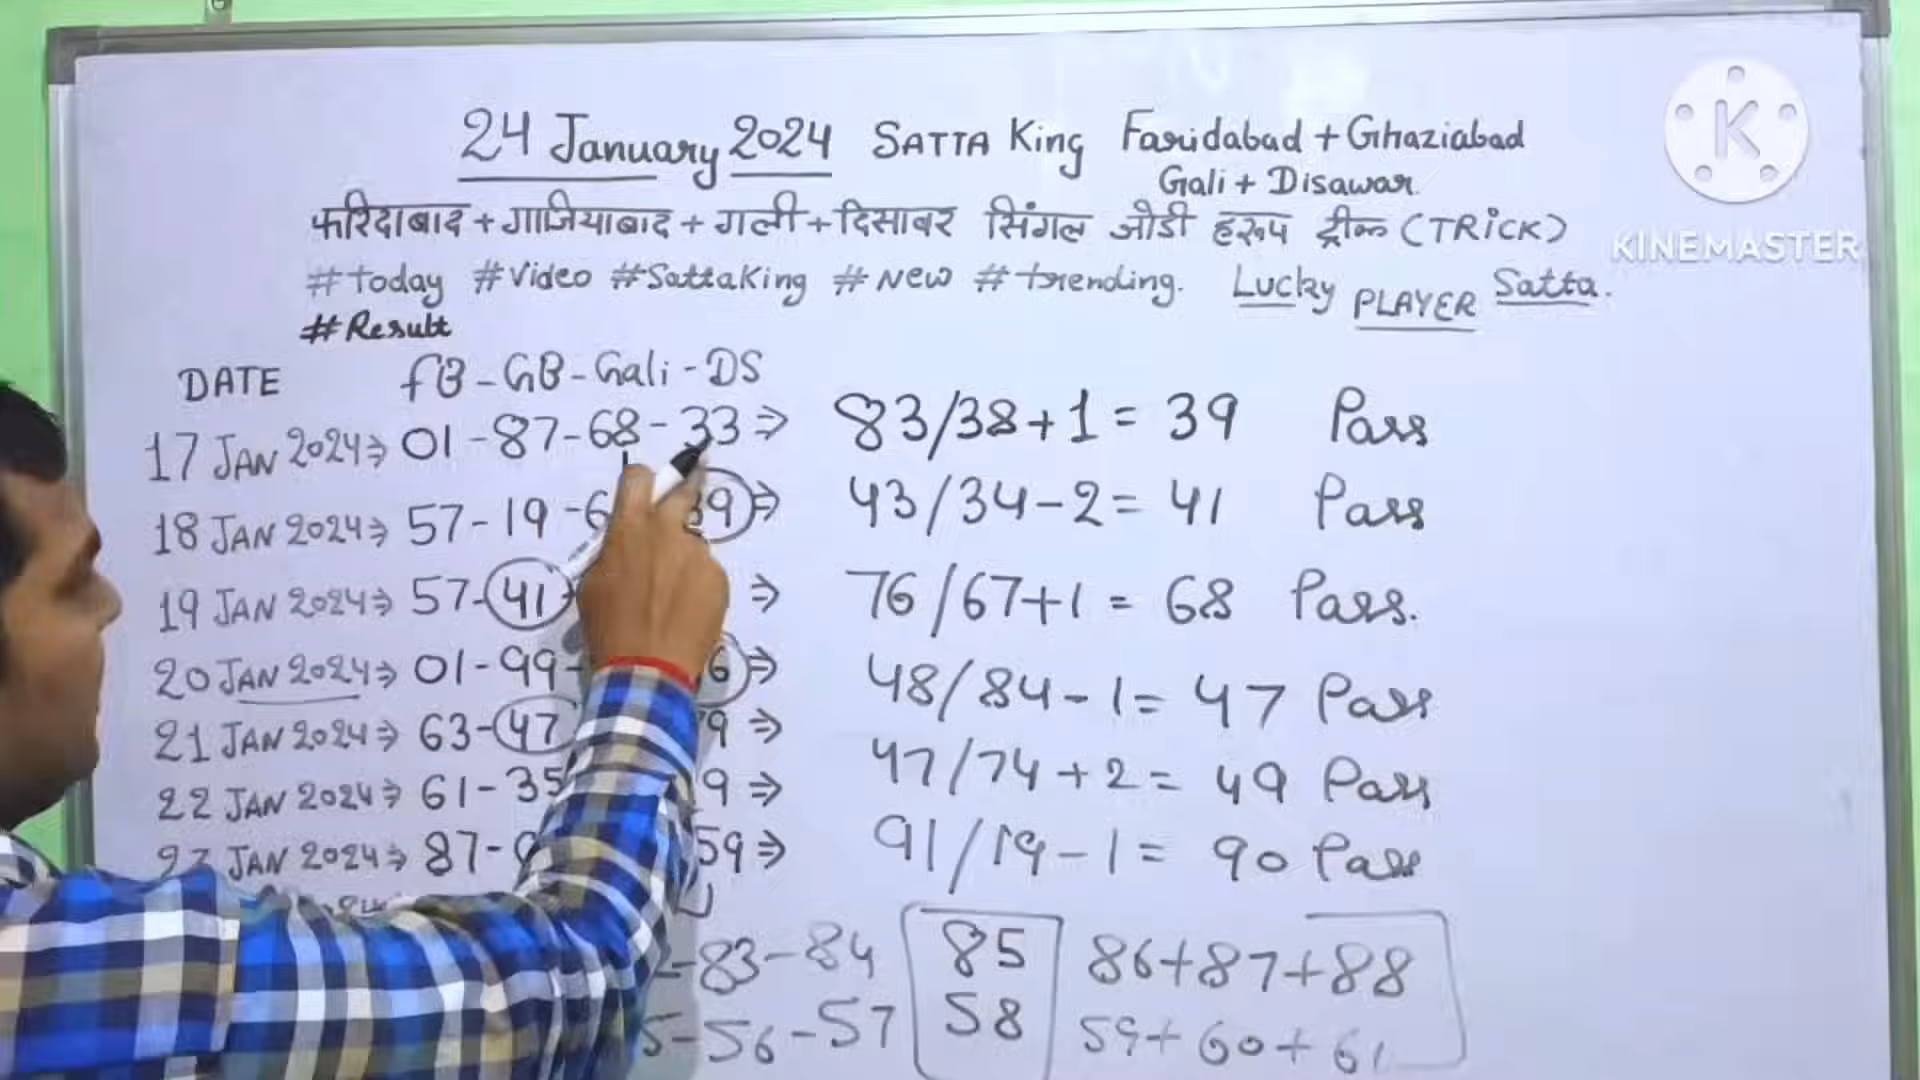 24 January 2024 SATTA King Faridabad + Ghaziabad
Gali + Disawar
फरिदाबाद + गाजियाबाद + गली + दिसाबर सिंगल जोडी हरूप ट्रीक (TRiCK)
#Today #Video #SattaKing #New #trending. Lucky PLAYER Satta.
#Result
KINEMASTER
DATE fB - GB - Gali - DS
17 JAN 2024⇒ 01 - 87 - 68 - 33 ⇒ 83/38+1 = 39 Pass
18 JAN 2024⇒ 57 - 19 - 6 39 ⇒ 43/34-2 = 41 Pass
19 JAN 2024⇒ 57 - 41 ⇒ 76/67+1 = 68 Pass.
20 JAN 2024⇒ 01 - 99 - 6 ⇒ 48/84-1 = 47 Pass
21 JAN 2024⇒ 63 - 47 9 ⇒ 47/74+2 = 49 Pass
22 JAN 2024⇒ 61 - 35 9 ⇒ 91/19-1 = 90 Pass
23 JAN 2024⇒ 87 - 59 ⇒
-83-84 85 86+87+88
5-56-57 58 59+60+61